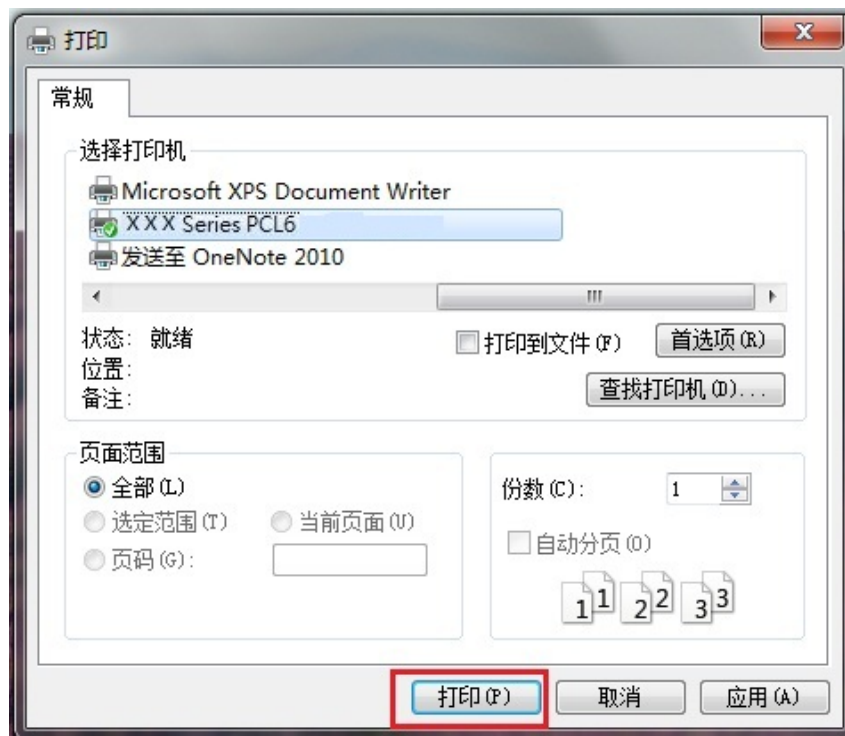 打印
常规
选择打印机
Microsoft XPS Document Writer
XXX Series PCL6
发送至 OneNote 2010
状态: 就绪
打印到文件(F) 首选项(R)
位置:
备注:
查找打印机(D)...
页面范围
全部(L)
选定范围(T) 当前页面(U)
页码(G):
份数(C): 1
自动分页(O)
1 1 2 2 3 3
打印(P) 取消 应用(A)